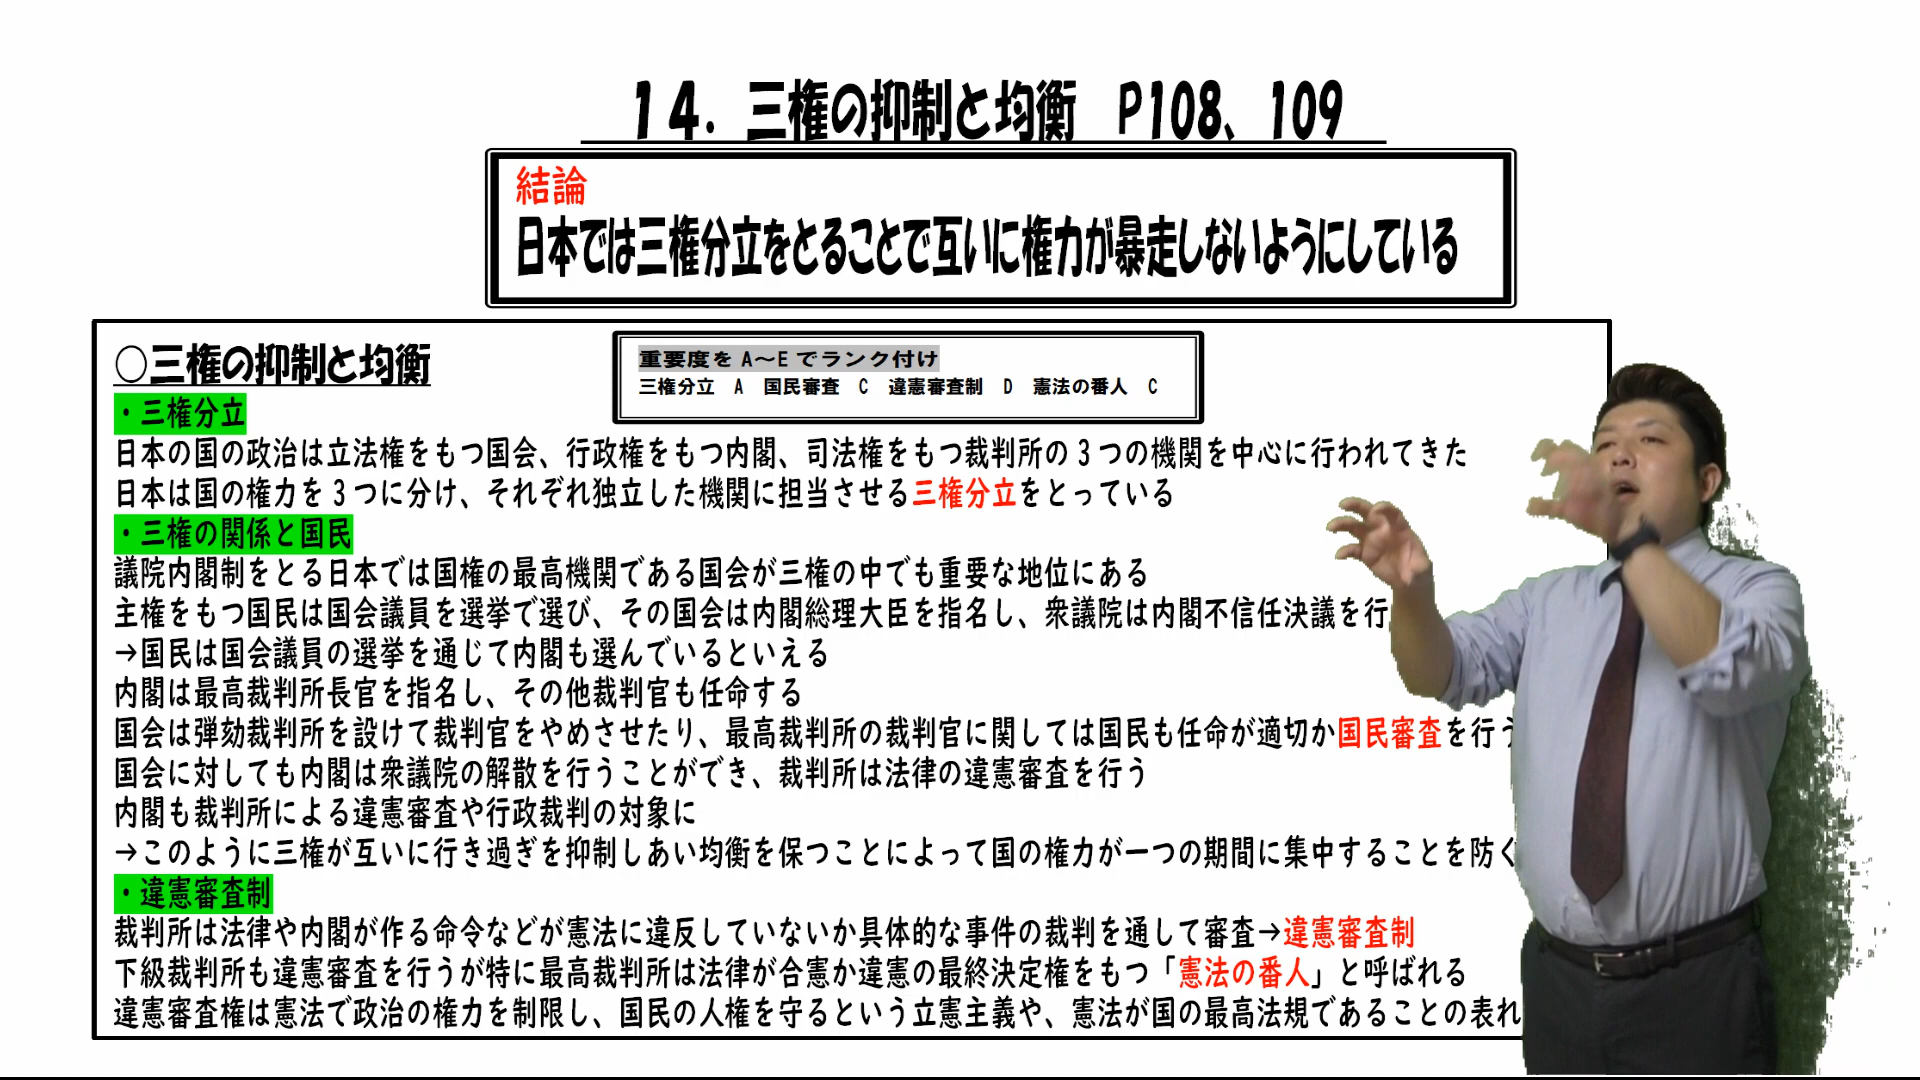 14. 三権の抑制と均衡　P108、109
結論
日本では三権分立をとることで互いに権力が暴走しないようにしている
○三権の抑制と均衡
重要度をA～Eでランク付け
三権分立　A　国民審査　C　違憲審査制　D　憲法の番人　C
・三権分立
日本の国の政治は立法権をもつ国会、行政権をもつ内閣、司法権をもつ裁判所の３つの機関を中心に行われてきた
日本は国の権力を３つに分け、それぞれ独立した機関に担当させる三権分立をとっている
・三権の関係と国民
議院内閣制をとる日本では国権の最高機関である国会が三権の中でも重要な地位にある
主権をもつ国民は国会議員を選挙で選び、その国会は内閣総理大臣を指名し、衆議院は内閣不信任決議を行
→国民は国会議員の選挙を通じて内閣も選んでいるといえる
内閣は最高裁判所長官を指名し、その他裁判官も任命する
国会は弾劾裁判所を設けて裁判官をやめさせたり、最高裁判所の裁判官に関しては国民も任命が適切か国民審査を行う
国会に対しても内閣は衆議院の解散を行うことができ、裁判所は法律の違憲審査を行う
内閣も裁判所による違憲審査や行政裁判の対象に
→このように三権が互いに行き過ぎを抑制しあい均衡を保つことによって国の権力が一つの期間に集中することを防ぐ
・違憲審査制
裁判所は法律や内閣が作る命令などが憲法に違反していないか具体的な事件の裁判を通して審査→違憲審査制
下級裁判所も違憲審査を行うが特に最高裁判所は法律が合憲か違憲の最終決定権をもつ「憲法の番人」と呼ばれる
違憲審査権は憲法で政治の権力を制限し、国民の人権を守るという立憲主義や、憲法が国の最高法規であることの表れ